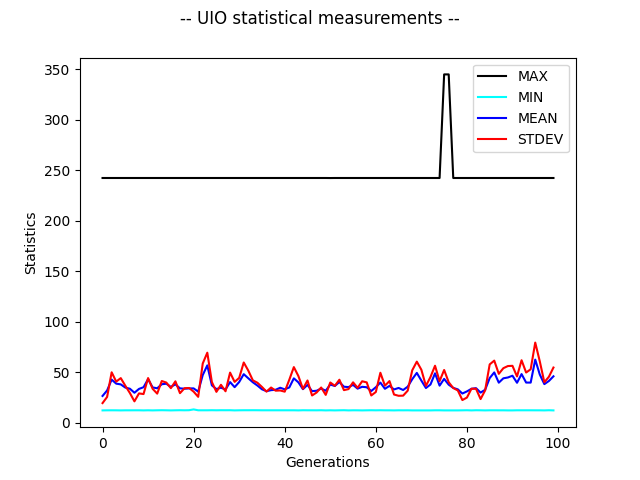 -- UIO statistical measurements --
350
300
250
200
150
100
50
0
Statistics
MAX
MIN
MEAN
STDEV
0 20 40 60 80 100
Generations